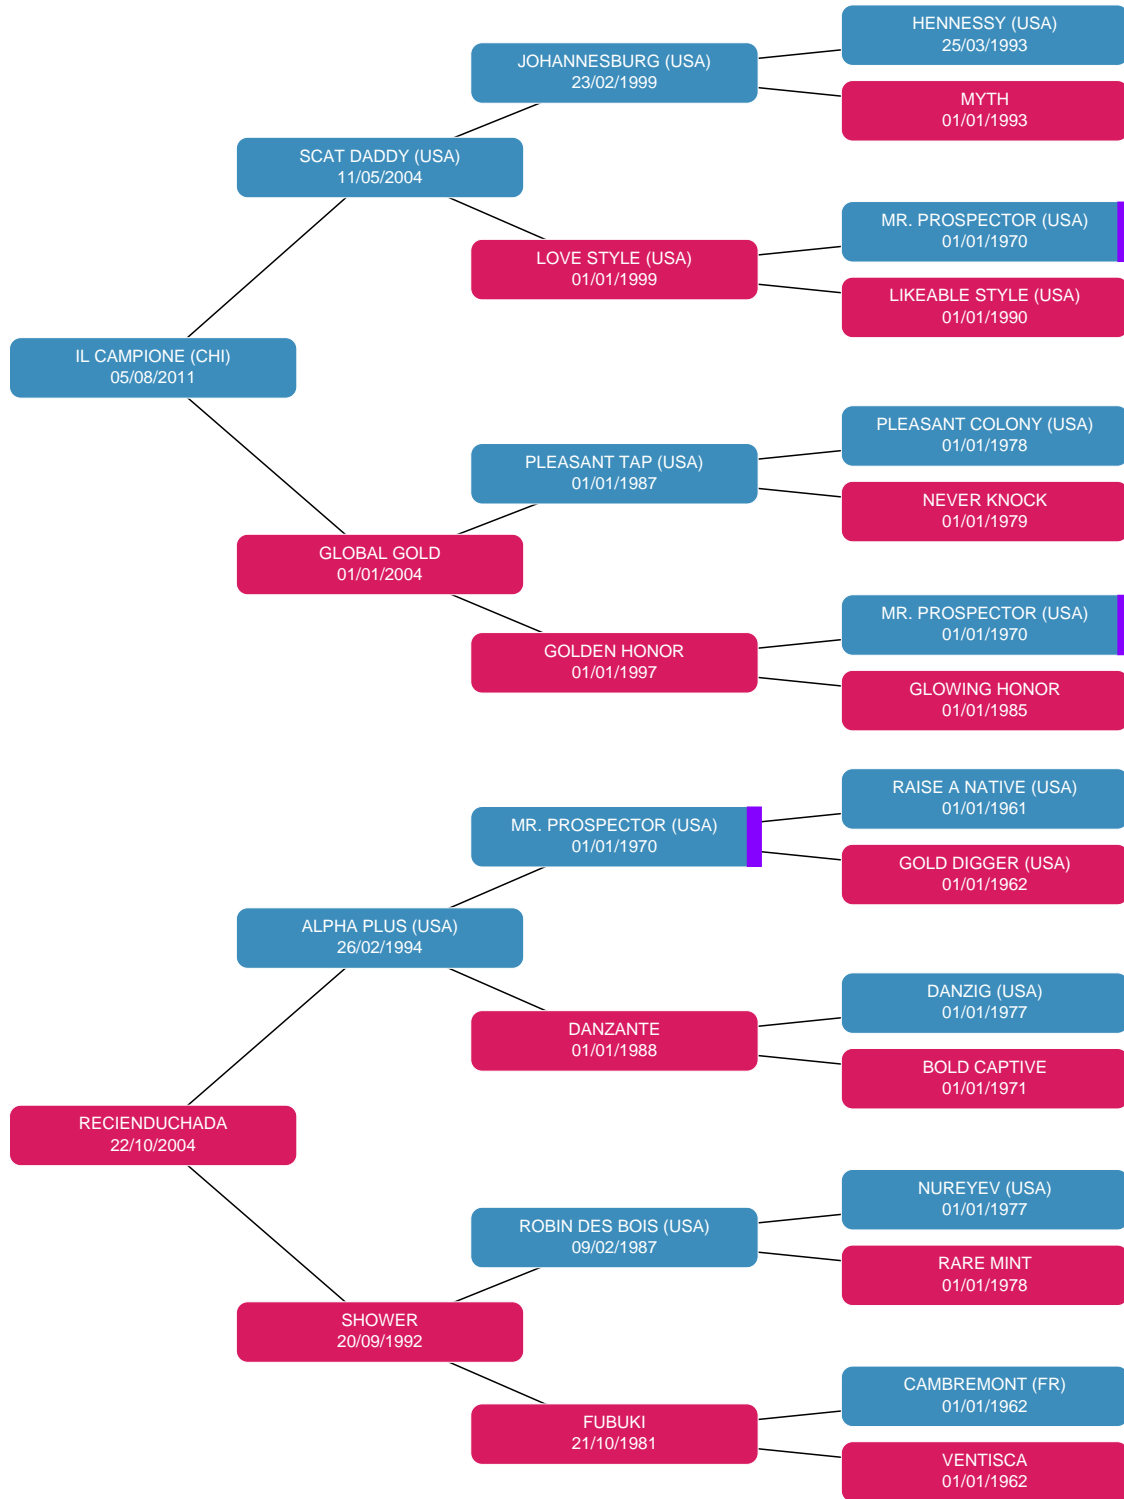 HENNESSY (USA)
25/03/1993
JOHANNESBURG (USA)
23/02/1999
MYTH
01/01/1993
SCAT DADDY (USA)
11/05/2004
MR. PROSPECTOR (USA)
01/01/1970
LOVE STYLE (USA)
01/01/1999
LIKEABLE STYLE (USA)
01/01/1990
IL CAMPIONE (CHI)
05/08/2011
PLEASANT COLONY (USA)
01/01/1978
PLEASANT TAP (USA)
01/01/1987
NEVER KNOCK
01/01/1979
GLOBAL GOLD
01/01/2004
MR. PROSPECTOR (USA)
01/01/1970
GOLDEN HONOR
01/01/1997
GLOWING HONOR
01/01/1985
RAISE A NATIVE (USA)
01/01/1961
MR. PROSPECTOR (USA)
01/01/1970
GOLD DIGGER (USA)
01/01/1962
ALPHA PLUS (USA)
26/02/1994
DANZIG (USA)
01/01/1977
DANZANTE
01/01/1988
BOLD CAPTIVE
01/01/1971
RECIENDUCHADA
22/10/2004
NUREYEV (USA)
01/01/1977
ROBIN DES BOIS (USA)
09/02/1987
RARE MINT
01/01/1978
SHOWER
20/09/1992
CAMBREMONT (FR)
01/01/1962
FUBUKI
21/10/1981
VENTISCA
01/01/1962